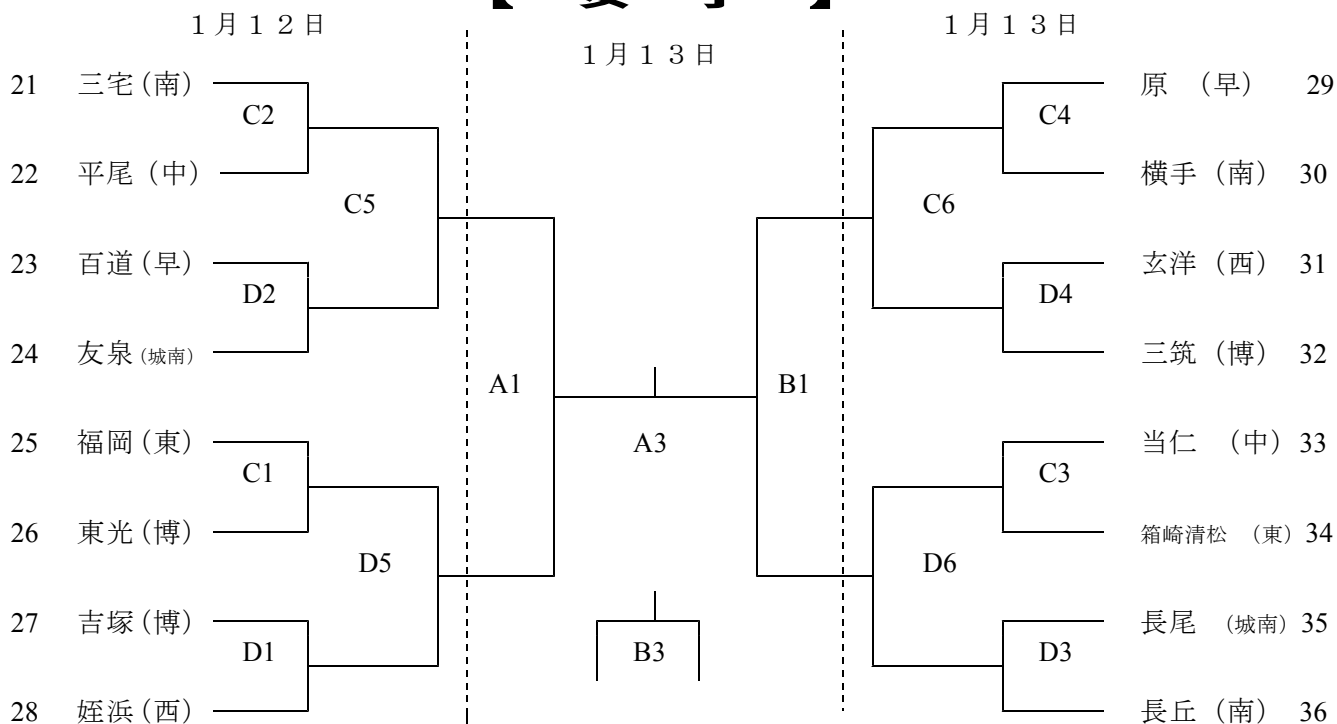 【 女 子 】
１月１２日
１月１３日
１月１３日
21 三宅(南) C2 C4 原 （早） 29
22 平尾（中） 横手（南） 30
C5 C6
23 百道(早) D2 D4 玄洋（西） 31
24 友泉(城南) 三筑（博） 32
A1 B1
25 福岡(東) C1 A3 C3 当仁 （中） 33
26 東光(博) 箱崎清松 （東） 34
D5 D6
27 吉塚(博) D1 B3 D3 長尾 （城南） 35
28 姪浜(西) 長丘（南） 36